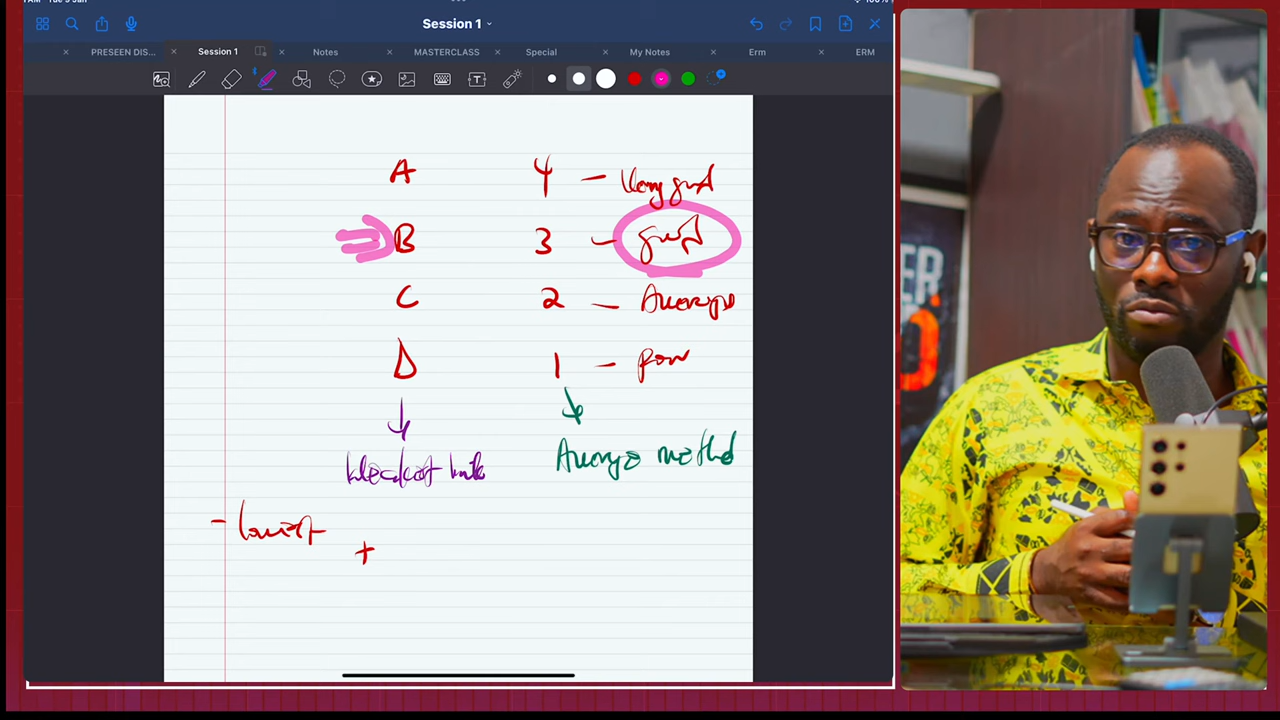 Session 1
PRESEEN DIS...
Session 1
Notes
MASTERCLASS
Special
My Notes
Erm
ERM
A 4 - Very good
B 3 - good
C 2 - Average
D 1 - poor
Weakest link
Average method
- lowest
+